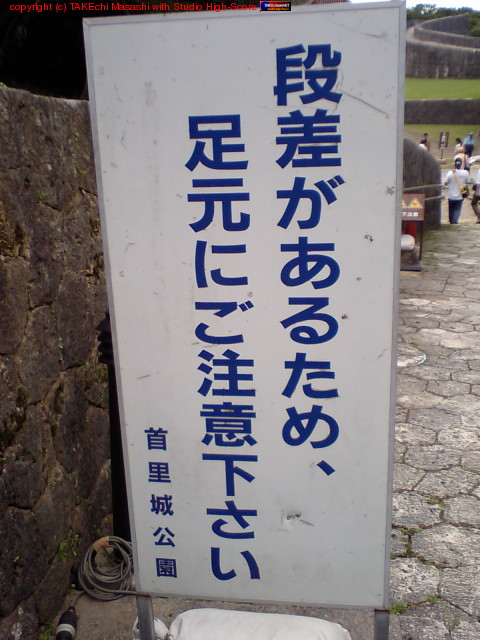 copyright (c) TAKEchi Masashi with Studio High-Score
段差があるため、
足元にご注意下さい
首里城公園